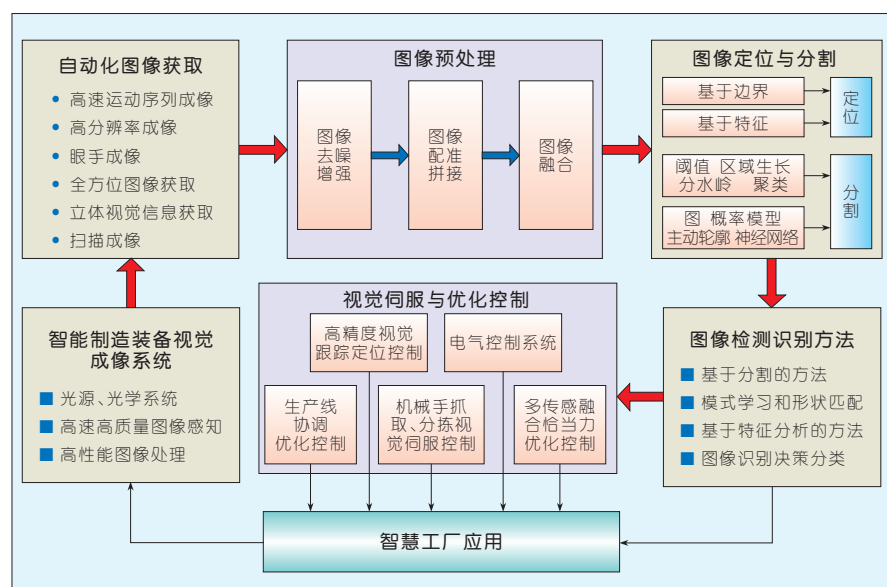 自动化图像获取
高速运动序列成像
高分辨率成像
眼手成像
全方位图像获取
立体视觉信息获取
扫描成像
图像预处理
图像
去噪
增强
图像
配准
拼接
图像
融合
图像定位与分割
基于边界
基于特征
定位
阈值 区域生长
分水岭 聚类
图 概率模型
主动轮廓 神经网络
分割
智能制造装备视觉
成像系统
光源、光学系统
高速高质量图像感知
高性能图像处理
视觉伺服与优化控制
高精度视觉
跟踪定位控制
电气控制系统
生产线
协调
优化控制
机械手抓
取、分拣视
觉伺服控制
多传感融
合恰当力
优化控制
图像检测识别方法
基于分割的方法
模式学习和形状匹配
基于特征分析的方法
图像识别决策分类
智慧工厂应用